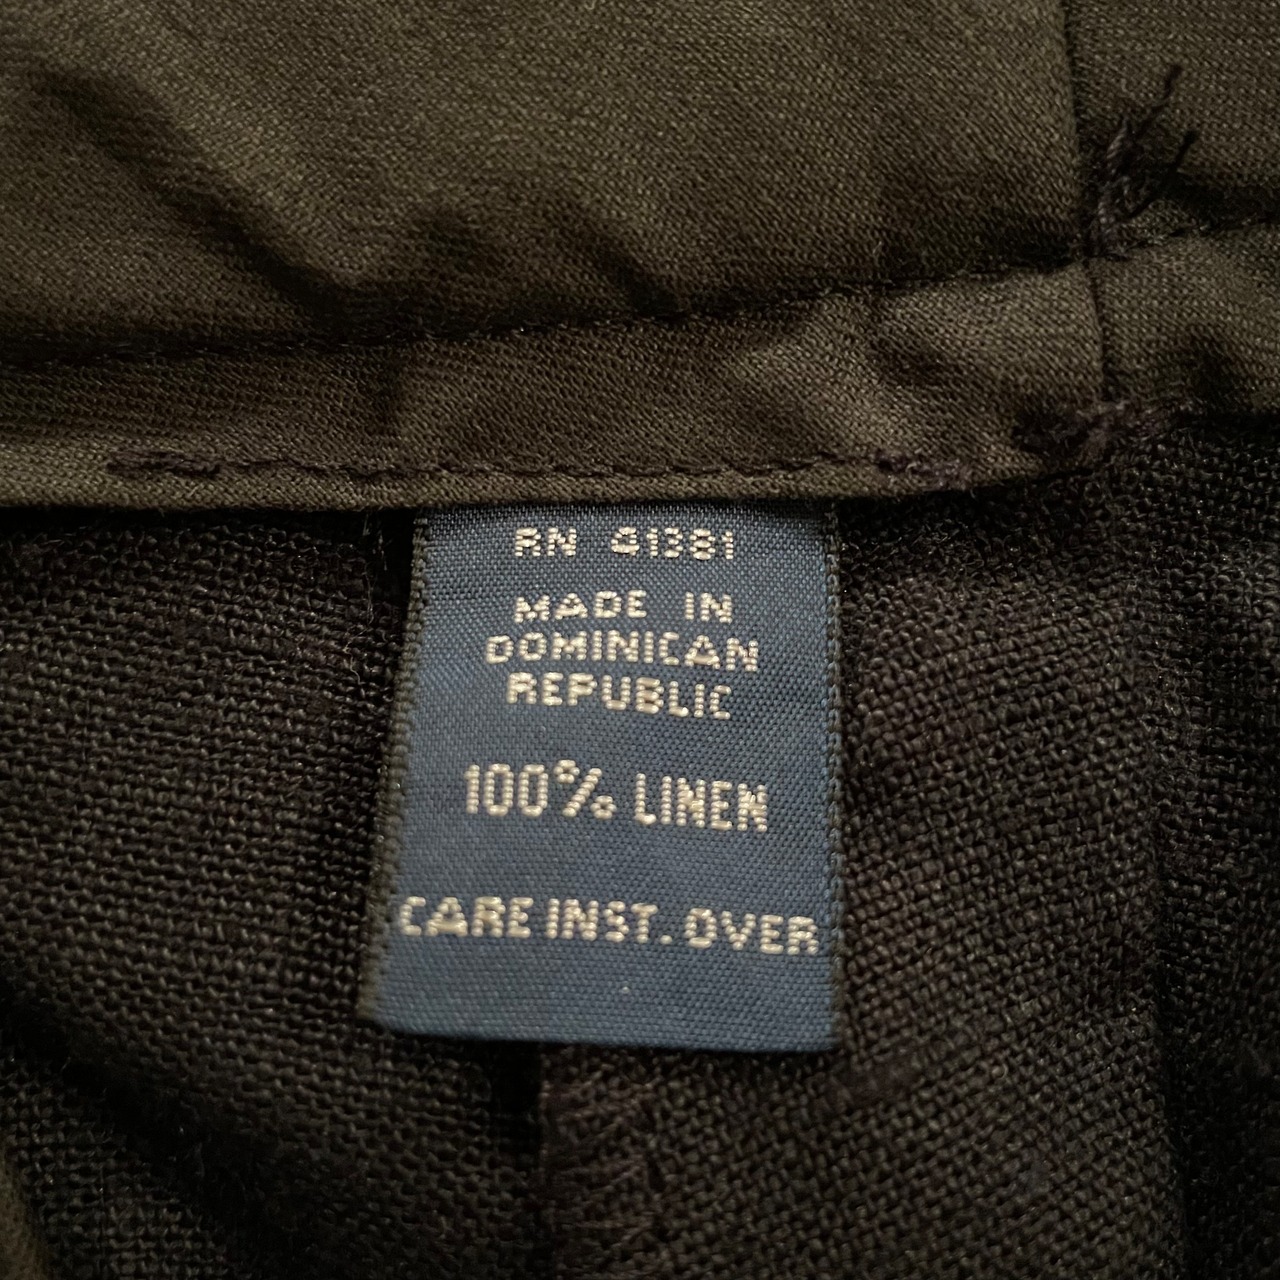 RN 41381
MADE IN
DOMINICAN
REPUBLIC
100% LINEN
CARE INST. OVER